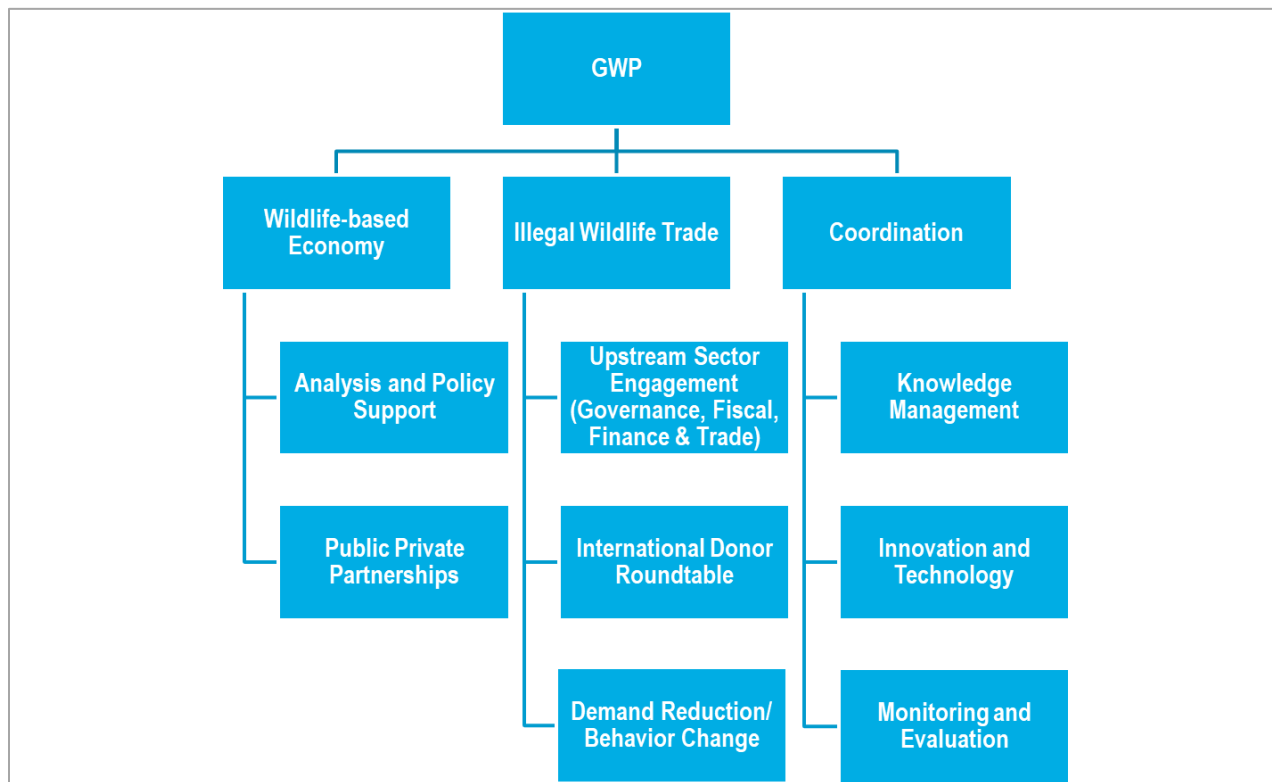 GWP
Wildlife-based
Economy
Illegal Wildlife Trade
Coordination
Analysis and Policy
Support
Upstream Sector
Engagement
(Governance, Fiscal,
Finance & Trade)
Knowledge
Management
Public Private
Partnerships
International Donor
Roundtable
Innovation and
Technology
Demand Reduction/
Behavior Change
Monitoring and
Evaluation